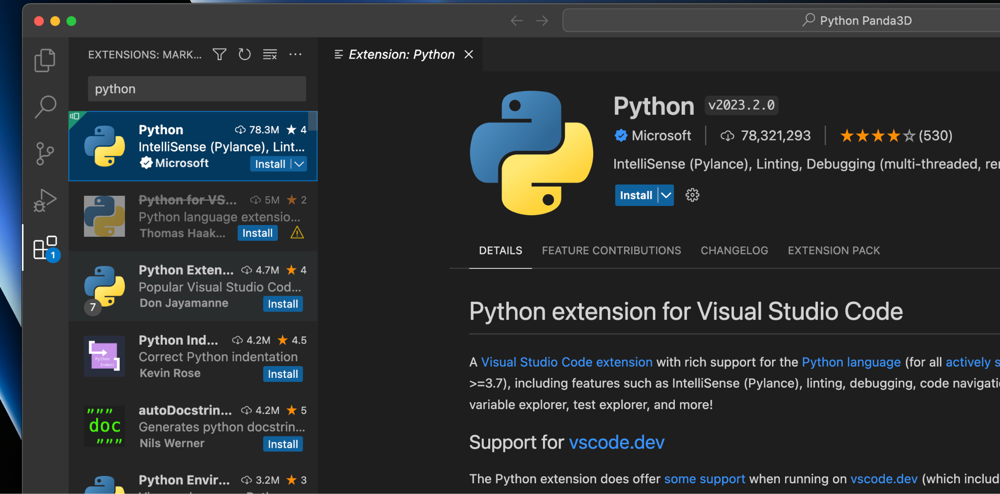 Python Panda3D
EXTENSIONS: MARK...
Extension: Python
python
Python 78.3M 4
IntelliSense (Pylance), Lint...
Microsoft Install
Python for VS... 5M 2
Python language extensio...
Thomas Haak... Install
Python Exten... 4.7M 4
Popular Visual Studio Cod...
Don Jayamanne Install
7
Python Ind... 4.2M 4.5
Correct Python indentation
Kevin Rose Install
Python
Indent
autoDocstrin... 4.2M 5
Generates python docstrin...
Nils Werner Install
"""
doc
"""
Python Envir... 3.2M 3
1
Python v2023.2.0
Microsoft 78,321,293 (530)
IntelliSense (Pylance), Linting, Debugging (multi-threaded, re
Install
DETAILS FEATURE CONTRIBUTIONS CHANGELOG EXTENSION PACK
Python extension for Visual Studio Code
A Visual Studio Code extension with rich support for the Python language (for all actively s
>=3.7), including features such as IntelliSense (Pylance), linting, debugging, code navigati
variable explorer, test explorer, and more!
Support for vscode.dev
The Python extension does offer some support when running on vscode.dev (which includ